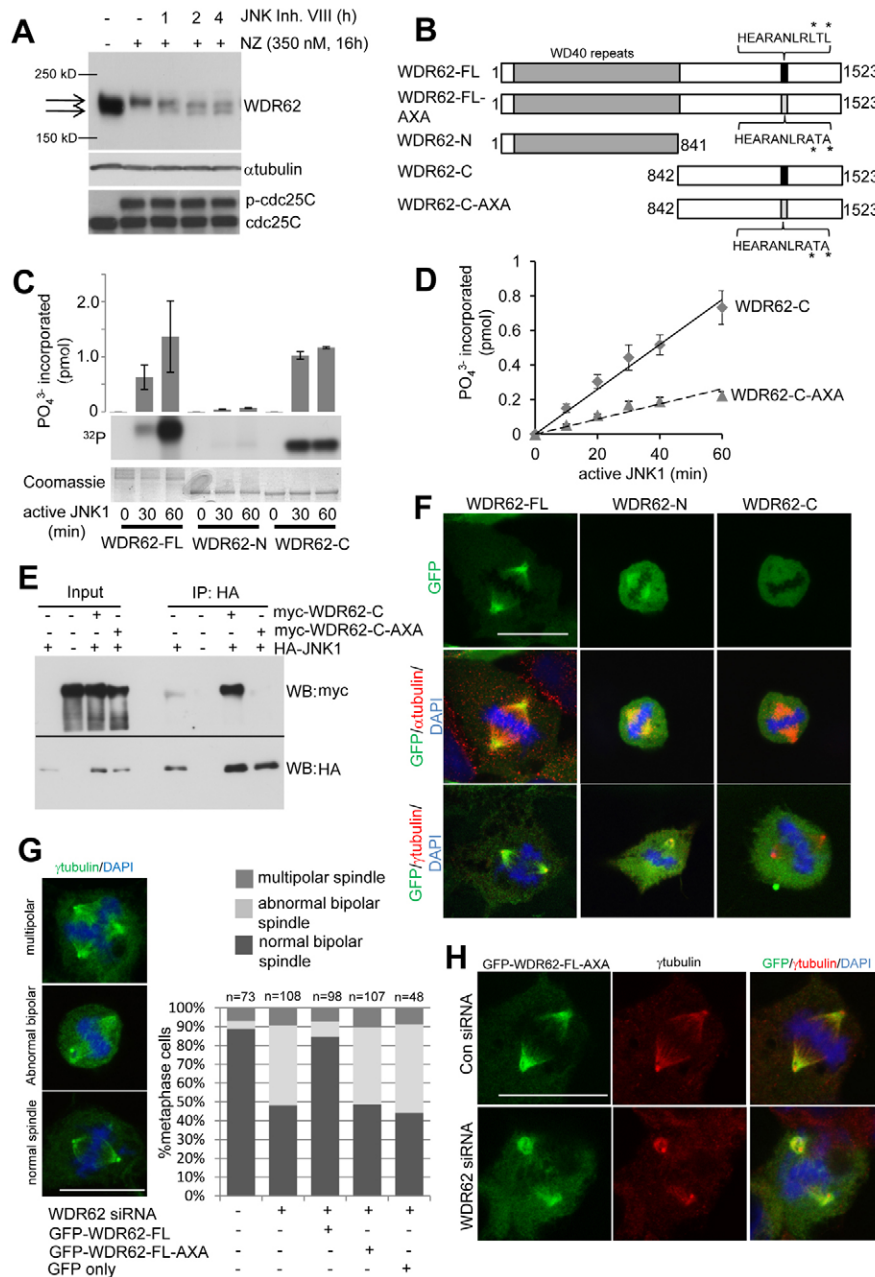 A
- - 1 2 4 JNK Inh. VIII (h)
- + + + + NZ (350 nM, 16h)
250 kD
WDR62
150 kD
αtubulin
p-cdc25C
cdc25C
B
* *
HEARANLRLTL
WD40 repeats
WDR62-FL 1 1523
WDR62-FL-AXA 1 1523
HEARANLRATA
* *
WDR62-N 1 841
WDR62-C 842 1523
WDR62-C-AXA 842 1523
HEARANLRATA
* *
C
PO₄³⁻ incorporated (pmol)
2.0
1.0
0
³²P
Coomassie
active JNK1 (min) 0 30 60 0 30 60 0 30 60
WDR62-FL WDR62-N WDR62-C
D
PO₄³⁻ incorporated (pmol)
1
0.8
0.6
0.4
0.2
0
WDR62-C
WDR62-C-AXA
0 20 40 60
active JNK1 (min)
E
Input IP: HA
- - + - - - + - myc-WDR62-C
- - - + - - - + myc-WDR62-C-AXA
+ - + + + - + + HA-JNK1
WB:myc
WB:HA
F
WDR62-FL WDR62-N WDR62-C
GFP
GFP/αtubulin/DAPI
GFP/γtubulin/DAPI
G
γtubulin/DAPI
multipolar
Abnormal bipolar
normal spindle
multipolar spindle
abnormal bipolar spindle
normal bipolar spindle
n=73 n=108 n=98 n=107 n=48
%metaphase cells
100%
90%
80%
70%
60%
50%
40%
30%
20%
10%
0%
WDR62 siRNA - + + + +
GFP-WDR62-FL - - + - -
GFP-WDR62-FL-AXA - - - + -
GFP only - - - - +
H
GFP-WDR62-FL-AXA γtubulin GFP/γtubulin/DAPI
Con siRNA
WDR62 siRNA